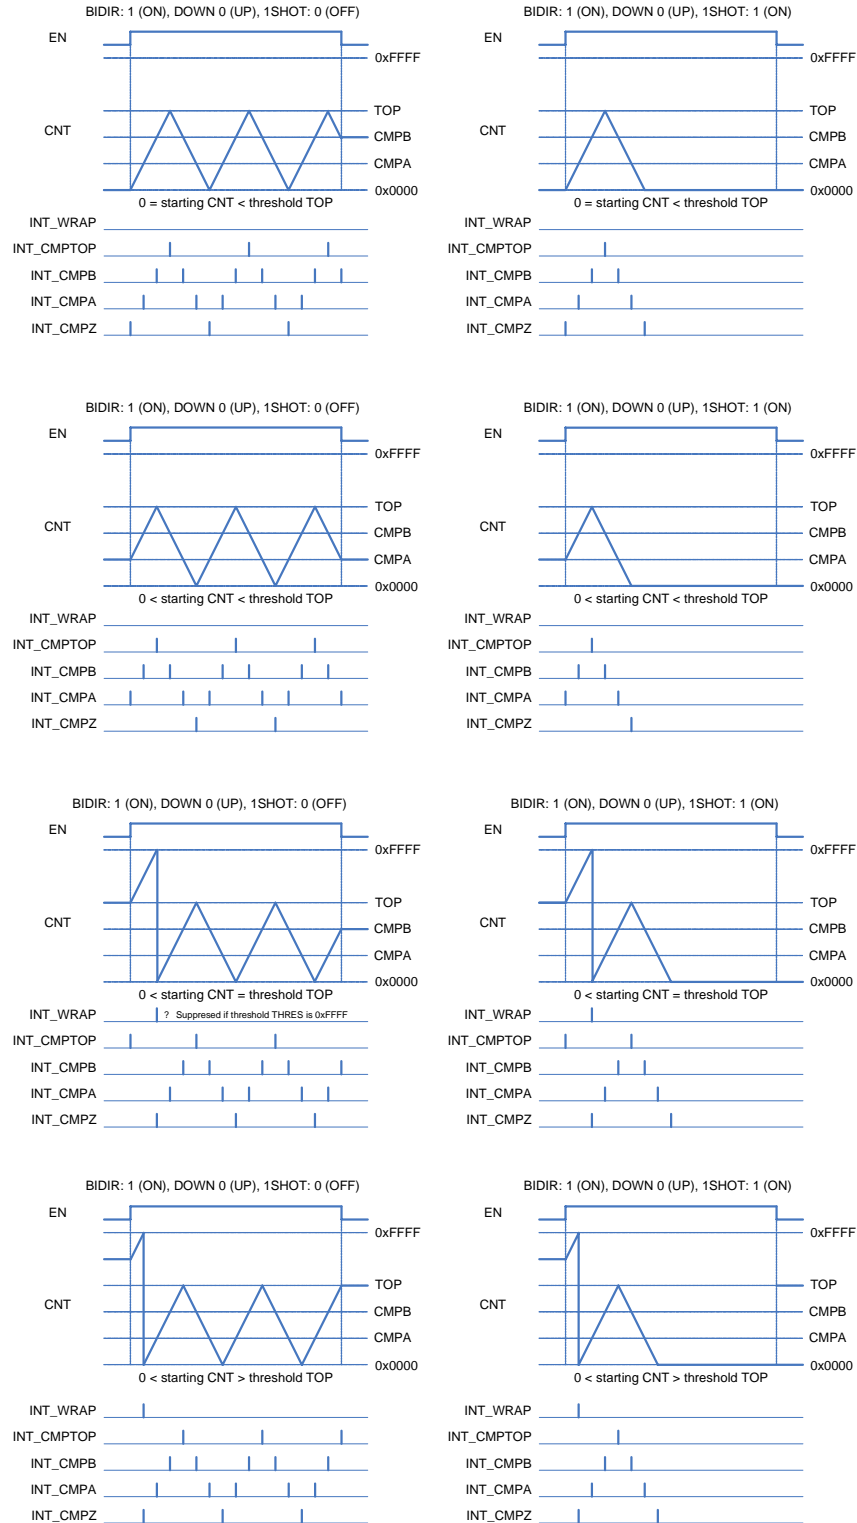 BIDIR: 1 (ON), DOWN 0 (UP), 1SHOT: 0 (OFF)
EN
0xFFFF
TOP
CNT
CMPB
CMPA
0x0000
0 = starting CNT < threshold TOP
INT_WRAP
INT_CMPTOP
INT_CMPB
INT_CMPA
INT_CMPZ
BIDIR: 1 (ON), DOWN 0 (UP), 1SHOT: 1 (ON)
EN
0xFFFF
TOP
CNT
CMPB
CMPA
0x0000
0 = starting CNT < threshold TOP
INT_WRAP
INT_CMPTOP
INT_CMPB
INT_CMPA
INT_CMPZ
BIDIR: 1 (ON), DOWN 0 (UP), 1SHOT: 0 (OFF)
EN
0xFFFF
TOP
CNT
CMPB
CMPA
0x0000
0 < starting CNT < threshold TOP
INT_WRAP
INT_CMPTOP
INT_CMPB
INT_CMPA
INT_CMPZ
BIDIR: 1 (ON), DOWN 0 (UP), 1SHOT: 1 (ON)
EN
0xFFFF
TOP
CNT
CMPB
CMPA
0x0000
0 < starting CNT < threshold TOP
INT_WRAP
INT_CMPTOP
INT_CMPB
INT_CMPA
INT_CMPZ
BIDIR: 1 (ON), DOWN 0 (UP), 1SHOT: 0 (OFF)
EN
0xFFFF
TOP
CNT
CMPB
CMPA
0x0000
0 < starting CNT = threshold TOP
INT_WRAP
? Suppresed if threshold THRES is 0xFFFF
INT_CMPTOP
INT_CMPB
INT_CMPA
INT_CMPZ
BIDIR: 1 (ON), DOWN 0 (UP), 1SHOT: 1 (ON)
EN
0xFFFF
TOP
CNT
CMPB
CMPA
0x0000
0 < starting CNT = threshold TOP
INT_WRAP
INT_CMPTOP
INT_CMPB
INT_CMPA
INT_CMPZ
BIDIR: 1 (ON), DOWN 0 (UP), 1SHOT: 0 (OFF)
EN
0xFFFF
TOP
CNT
CMPB
CMPA
0x0000
0 < starting CNT > threshold TOP
INT_WRAP
INT_CMPTOP
INT_CMPB
INT_CMPA
INT_CMPZ
BIDIR: 1 (ON), DOWN 0 (UP), 1SHOT: 1 (ON)
EN
0xFFFF
TOP
CNT
CMPB
CMPA
0x0000
0 < starting CNT > threshold TOP
INT_WRAP
INT_CMPTOP
INT_CMPB
INT_CMPA
INT_CMPZ